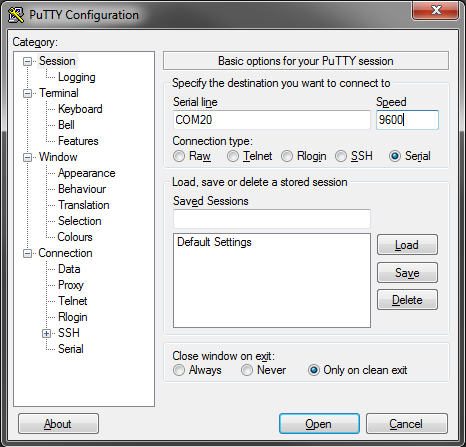 PuTTY Configuration
Category:
Session
Logging
Terminal
Keyboard
Bell
Features
Window
Appearance
Behaviour
Translation
Selection
Colours
Connection
Data
Proxy
Telnet
Rlogin
SSH
Serial
Basic options for your PuTTY session
Specify the destination you want to connect to
Serial line Speed
COM20 9600
Connection type:
Raw Telnet Rlogin SSH Serial
Load, save or delete a stored session
Saved Sessions
Default Settings
Load
Save
Delete
Close window on exit:
Always Never Only on clean exit
About Open Cancel